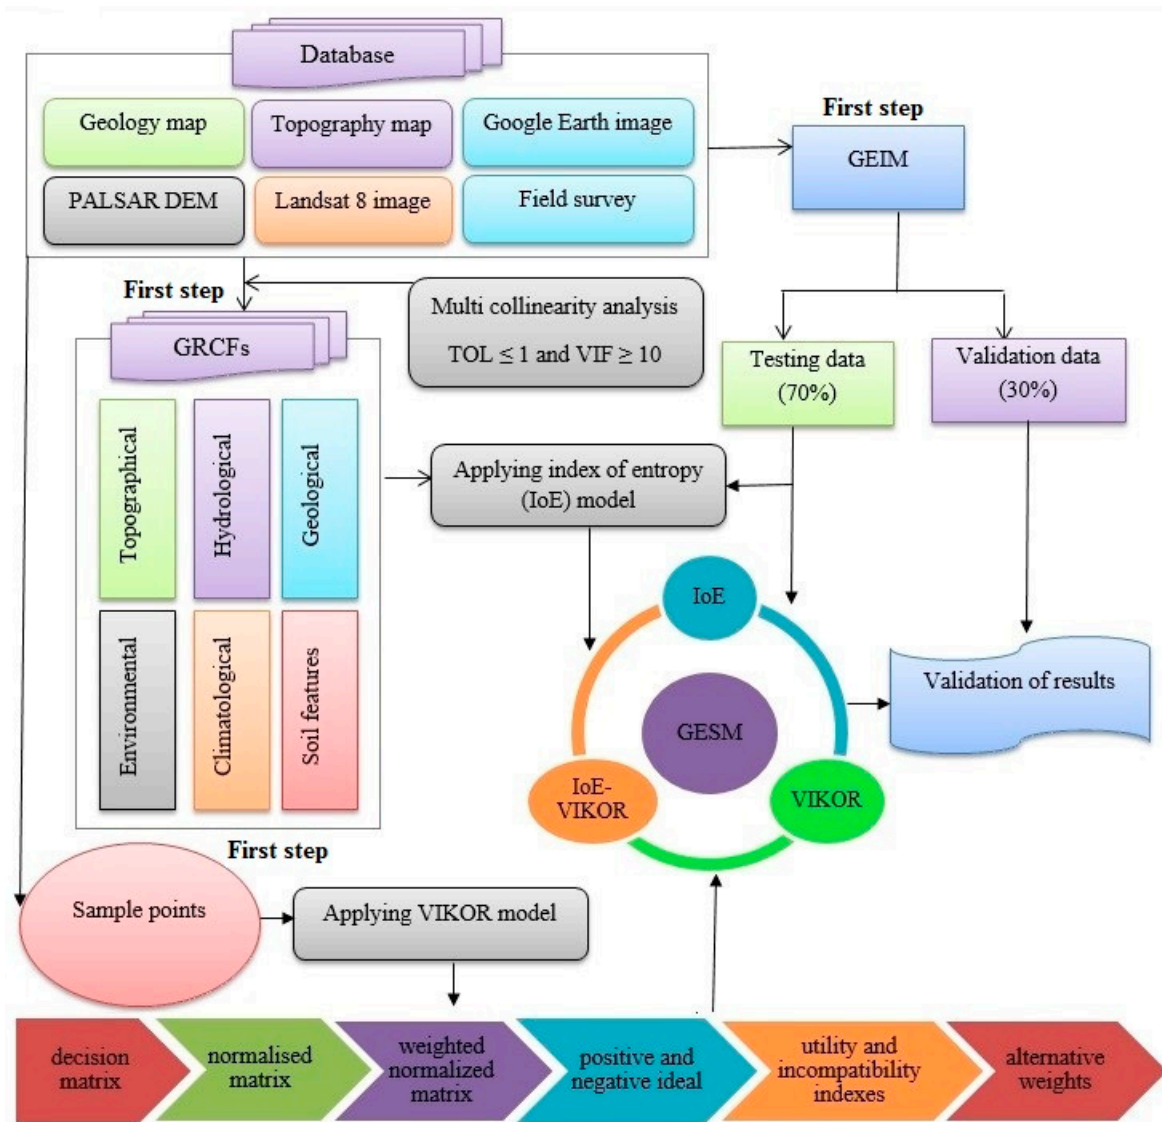 Database
Geology map
Topography map
Google Earth image
PALSAR DEM
Landsat 8 image
Field survey
First step
GEIM
First step
Multi collinearity analysis
TOL ≤ 1 and VIF ≥ 10
GRCFs
Testing data
(70%)
Validation data
(30%)
Topographical
Hydrological
Geological
Applying index of entropy
(IoE) model
Environmental
Climatological
Soil features
IoE
GESM
IoE-
VIKOR
VIKOR
Validation of results
First step
Sample points
Applying VIKOR model
decision
matrix
normalised
matrix
weighted
normalized
matrix
positive and
negative ideal
utility and
incompatibility
indexes
alternative
weights